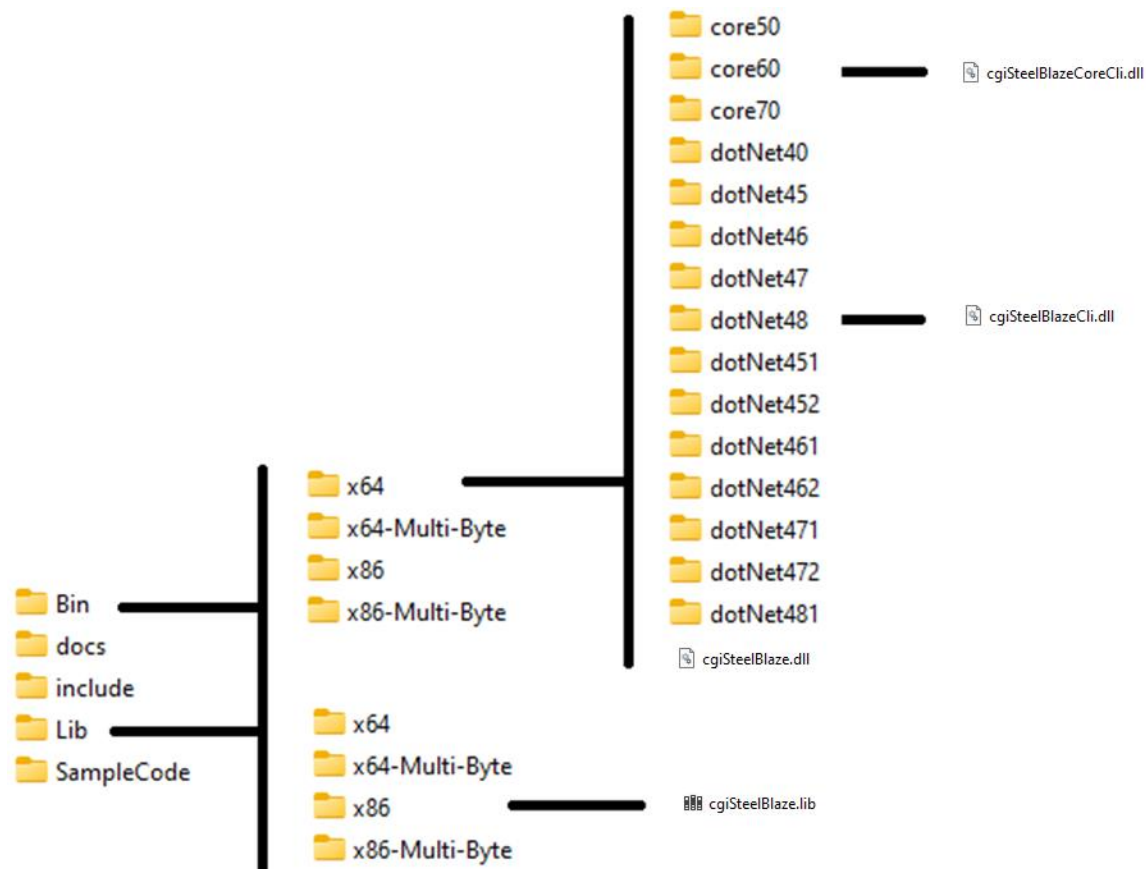 Bin
docs
include
Lib
SampleCode
x64
x64-Multi-Byte
x86
x86-Multi-Byte
x64
x64-Multi-Byte
x86
x86-Multi-Byte
core50
core60
core70
dotNet40
dotNet45
dotNet46
dotNet47
dotNet48
dotNet451
dotNet452
dotNet461
dotNet462
dotNet471
dotNet472
dotNet481
cgiSteelBlaze.dll
cgiSteelBlaze.lib
cgiSteelBlazeCoreCli.dll
cgiSteelBlazeCli.dll